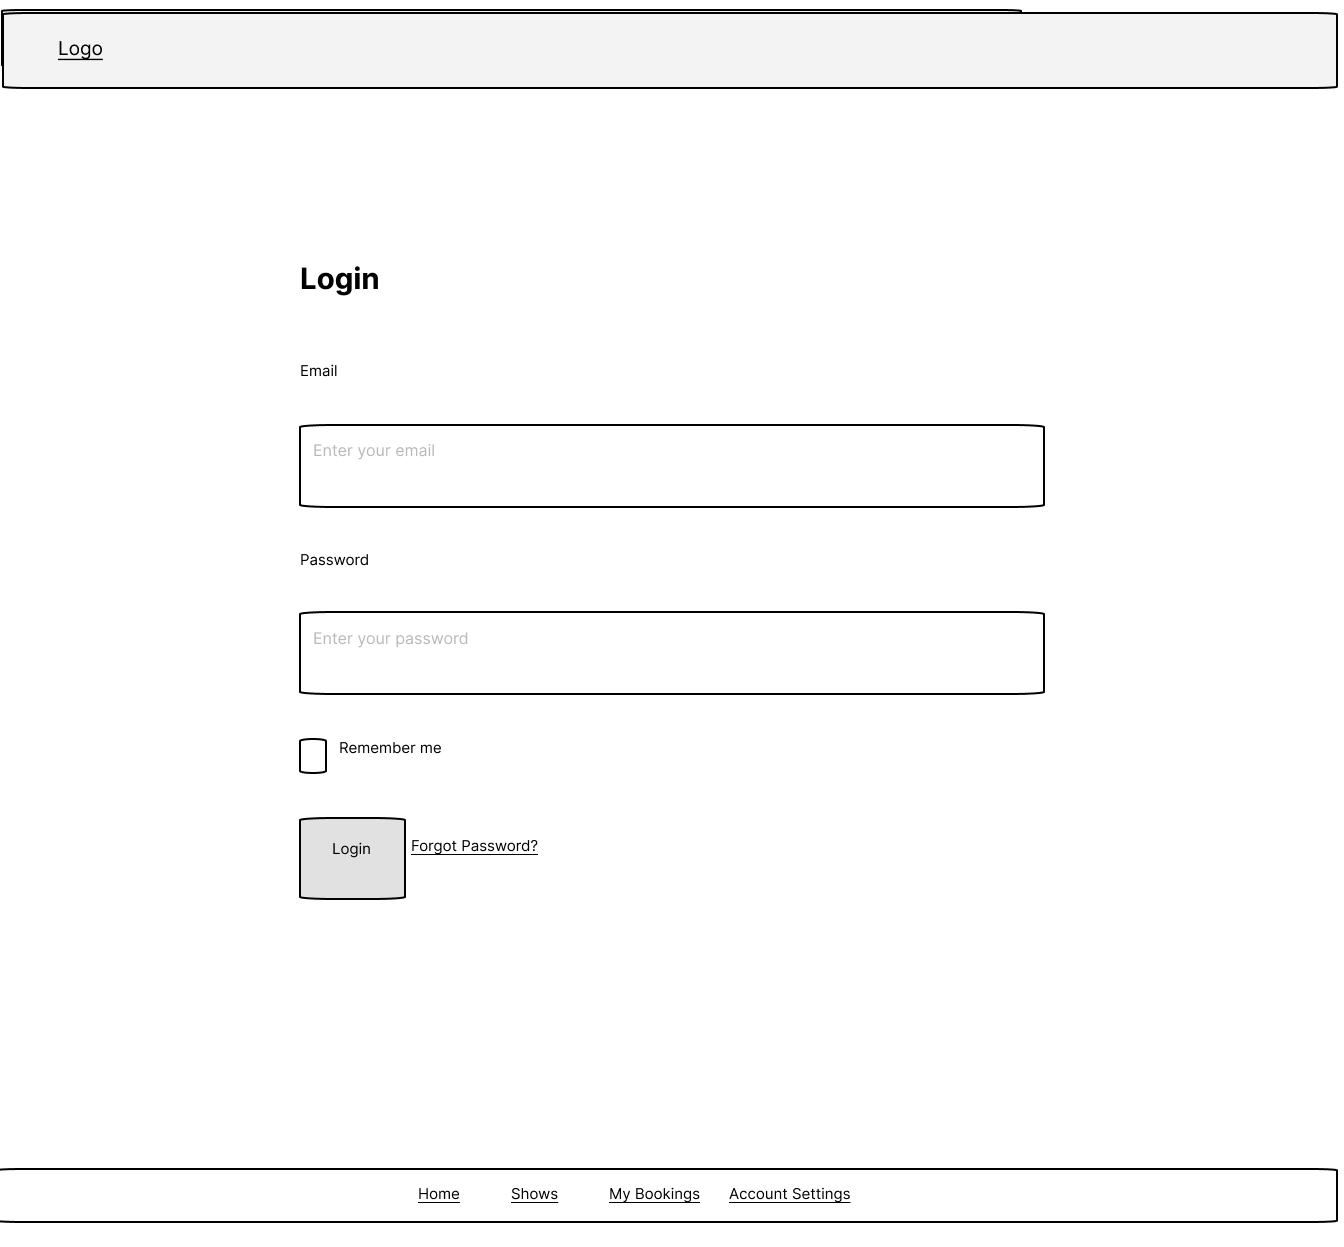 Logo
Login
Email
Enter your email
Password
Enter your password
Remember me
Login Forgot Password?
Home Shows My Bookings Account Settings